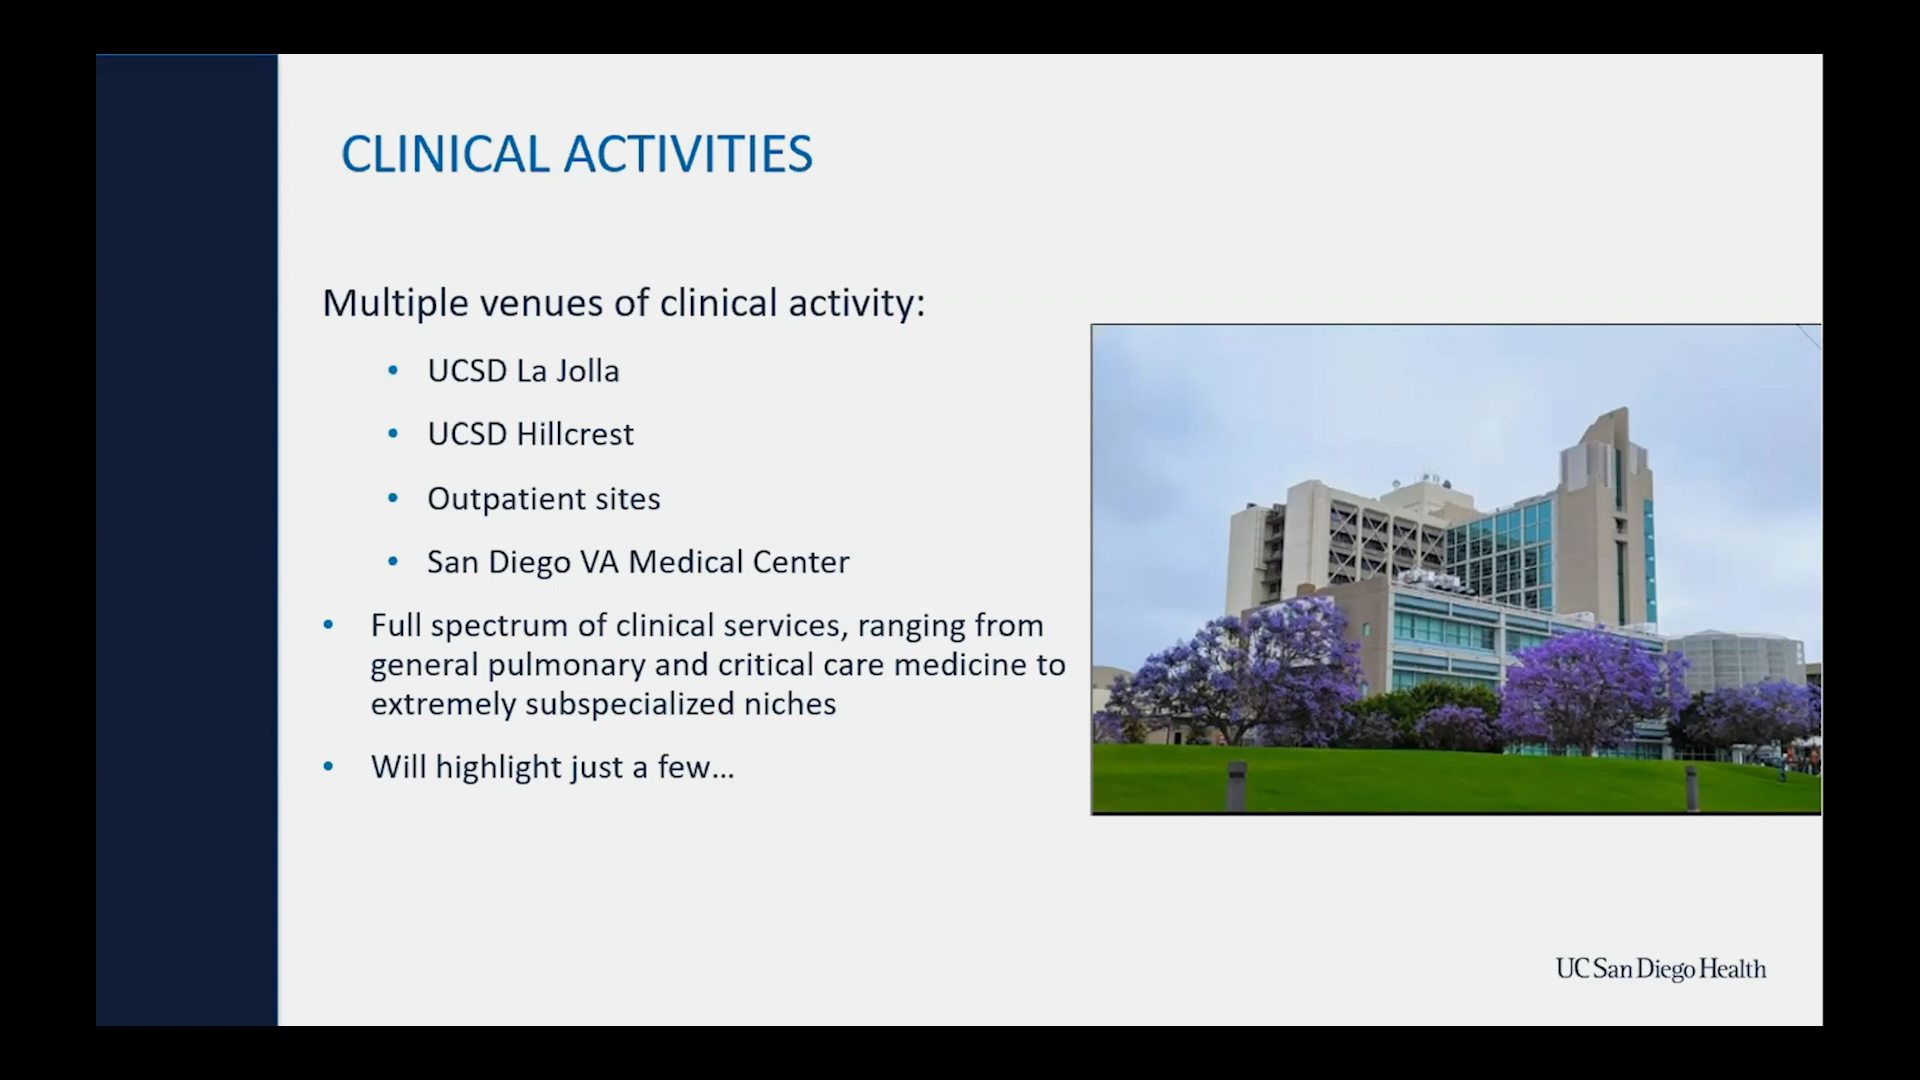 CLINICAL ACTIVITIES
Multiple venues of clinical activity:
• UCSD La Jolla
• UCSD Hillcrest
• Outpatient sites
• San Diego VA Medical Center
• Full spectrum of clinical services, ranging from
general pulmonary and critical care medicine to
extremely subspecialized niches
• Will highlight just a few...
UC San Diego Health